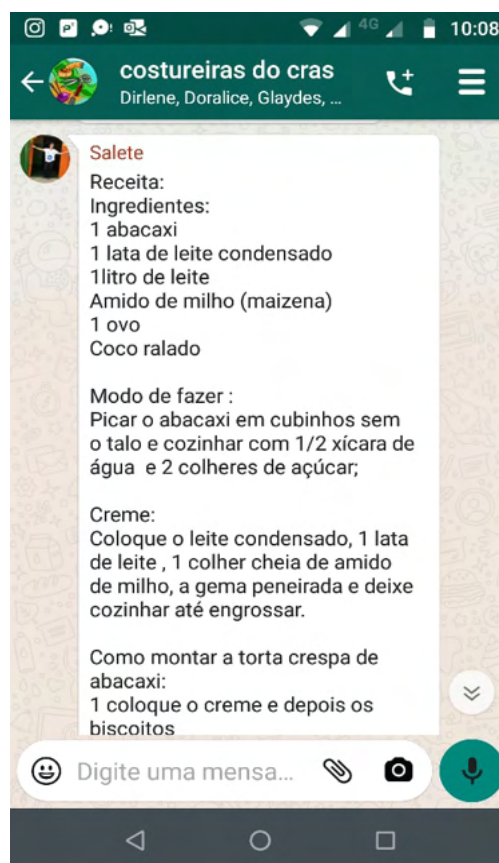 4G 10:08
costureiras do cras
Dirlene, Doralice, Glaydes, ...
Salete
Receita:
Ingredientes:
1 abacaxi
1 lata de leite condensado
1litro de leite
Amido de milho (maizena)
1 ovo
Coco ralado
Modo de fazer :
Picar o abacaxi em cubinhos sem
o talo e cozinhar com 1/2 xícara de
água e 2 colheres de açúcar;
Creme:
Coloque o leite condensado, 1 lata
de leite , 1 colher cheia de amido
de milho, a gema peneirada e deixe
cozinhar até engrossar.
Como montar a torta crespa de
abacaxi:
1 coloque o creme e depois os
biscoitos
Digite uma mensa...